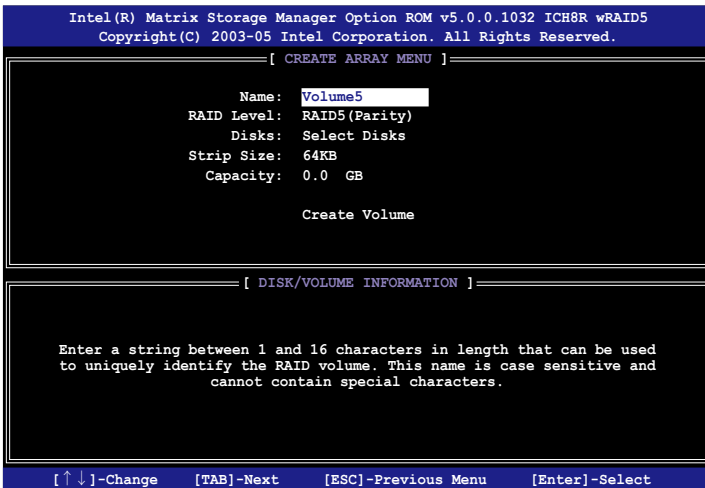 Intel(R) Matrix Storage Manager Option ROM v5.0.0.1032 ICH8R wRAID5
Copyright(C) 2003-05 Intel Corporation. All Rights Reserved.
[ CREATE ARRAY MENU ]
Name: Volume5
RAID Level: RAID5(Parity)
Disks: Select Disks
Strip Size: 64KB
Capacity: 0.0 GB
Create Volume
[ DISK/VOLUME INFORMATION ]
Enter a string between 1 and 16 characters in length that can be used
to uniquely identify the RAID volume. This name is case sensitive and
cannot contain special characters.
[↑↓]-Change [TAB]-Next [ESC]-Previous Menu [Enter]-Select